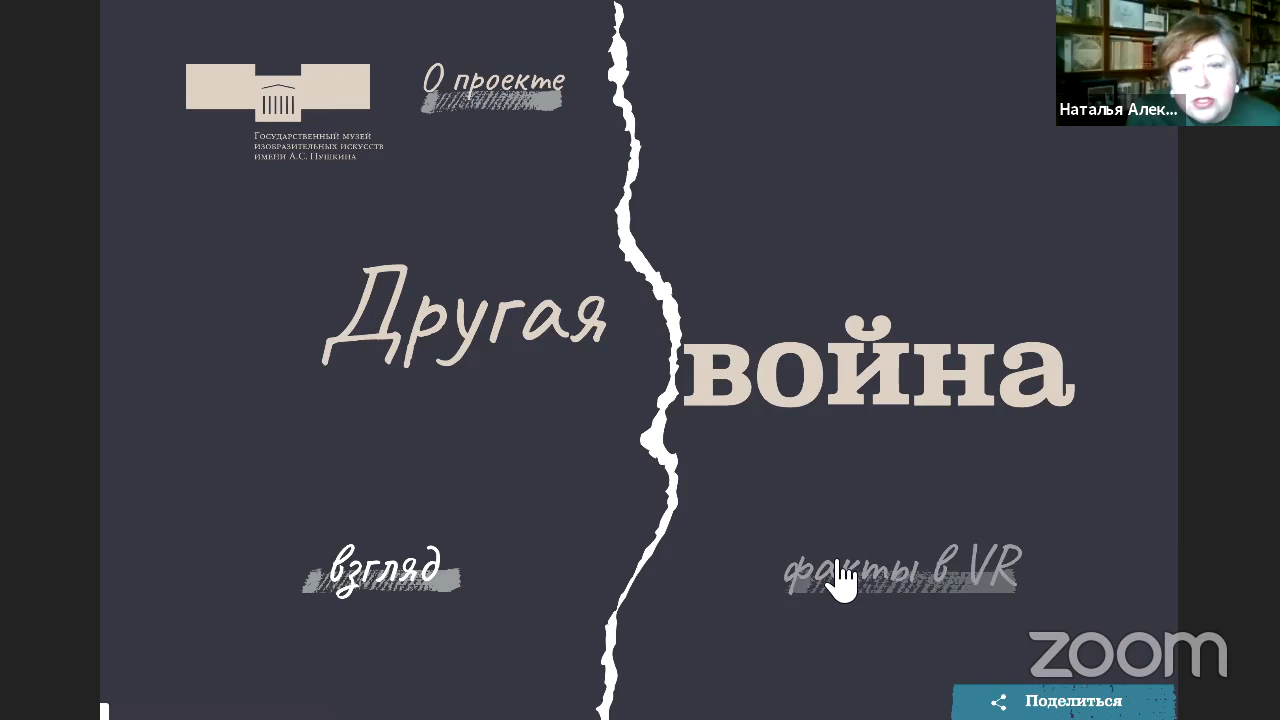 О проекте
Государственный музей
изобразительных искусств
имени А.С. Пушкина
Наталья Алек...
Другая
война
взгляд
факты в VR
zoom
Поделиться